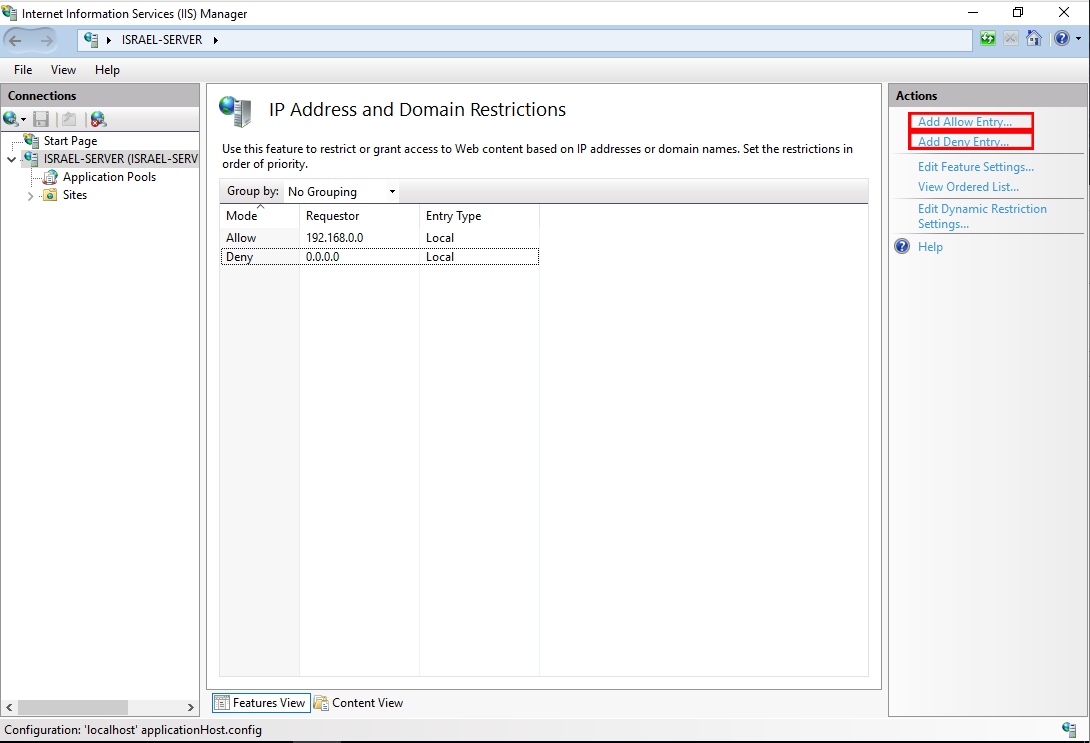 Internet Information Services (IIS) Manager
ISRAEL-SERVER
File View Help
Connections
Start Page
ISRAEL-SERVER (ISRAEL-SERV
Application Pools
Sites
IP Address and Domain Restrictions
Use this feature to restrict or grant access to Web content based on IP addresses or domain names. Set the restrictions in
order of priority.
Group by: No Grouping
Mode Requestor Entry Type
Allow 192.168.0.0 Local
Deny 0.0.0.0 Local
Features View Content View
Actions
Add Allow Entry...
Add Deny Entry...
Edit Feature Settings...
View Ordered List...
Edit Dynamic Restriction
Settings...
Help
Configuration: 'localhost' applicationHost.config